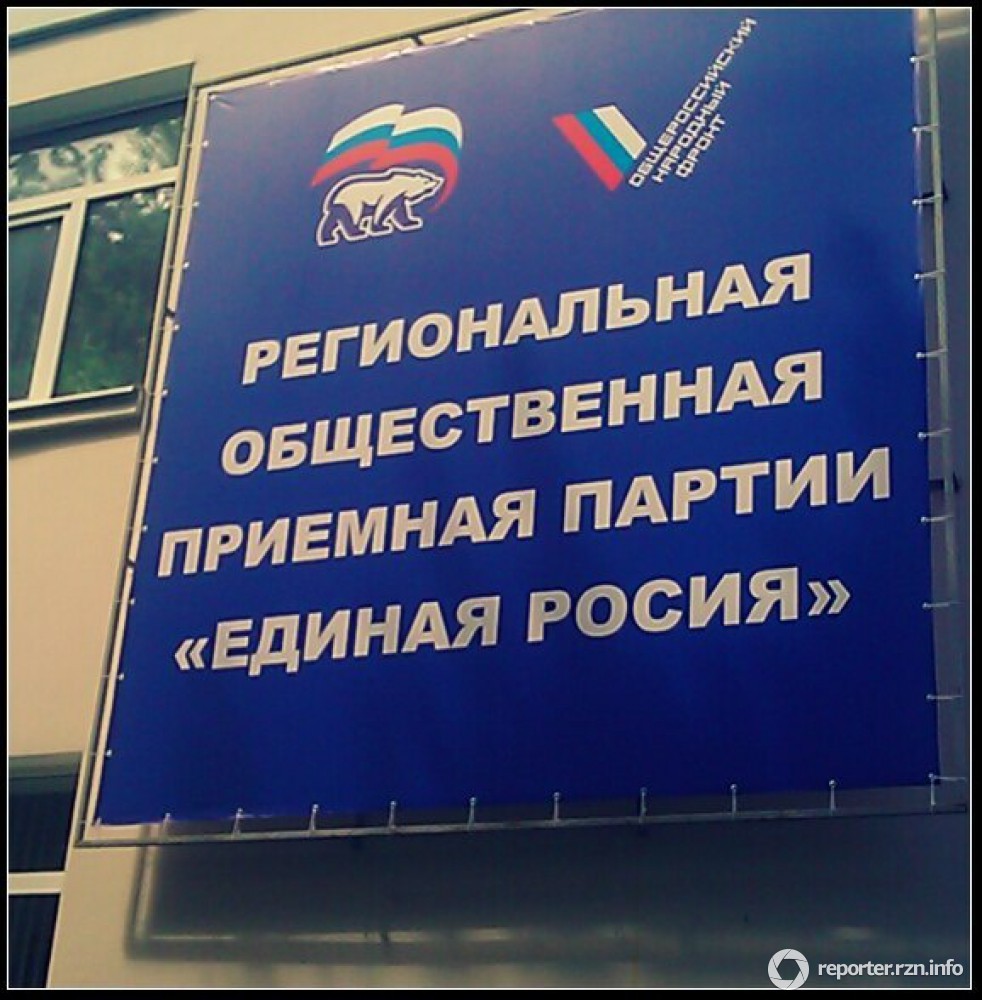 ОБЩЕРОССИЙСКИЙ
НАРОДНЫЙ
ФРОНТ
РЕГИОНАЛЬНАЯ
ОБЩЕСТВЕННАЯ
ПРИЕМНАЯ ПАРТИИ
«ЕДИНАЯ РОСИЯ»
reporter.rzn.info